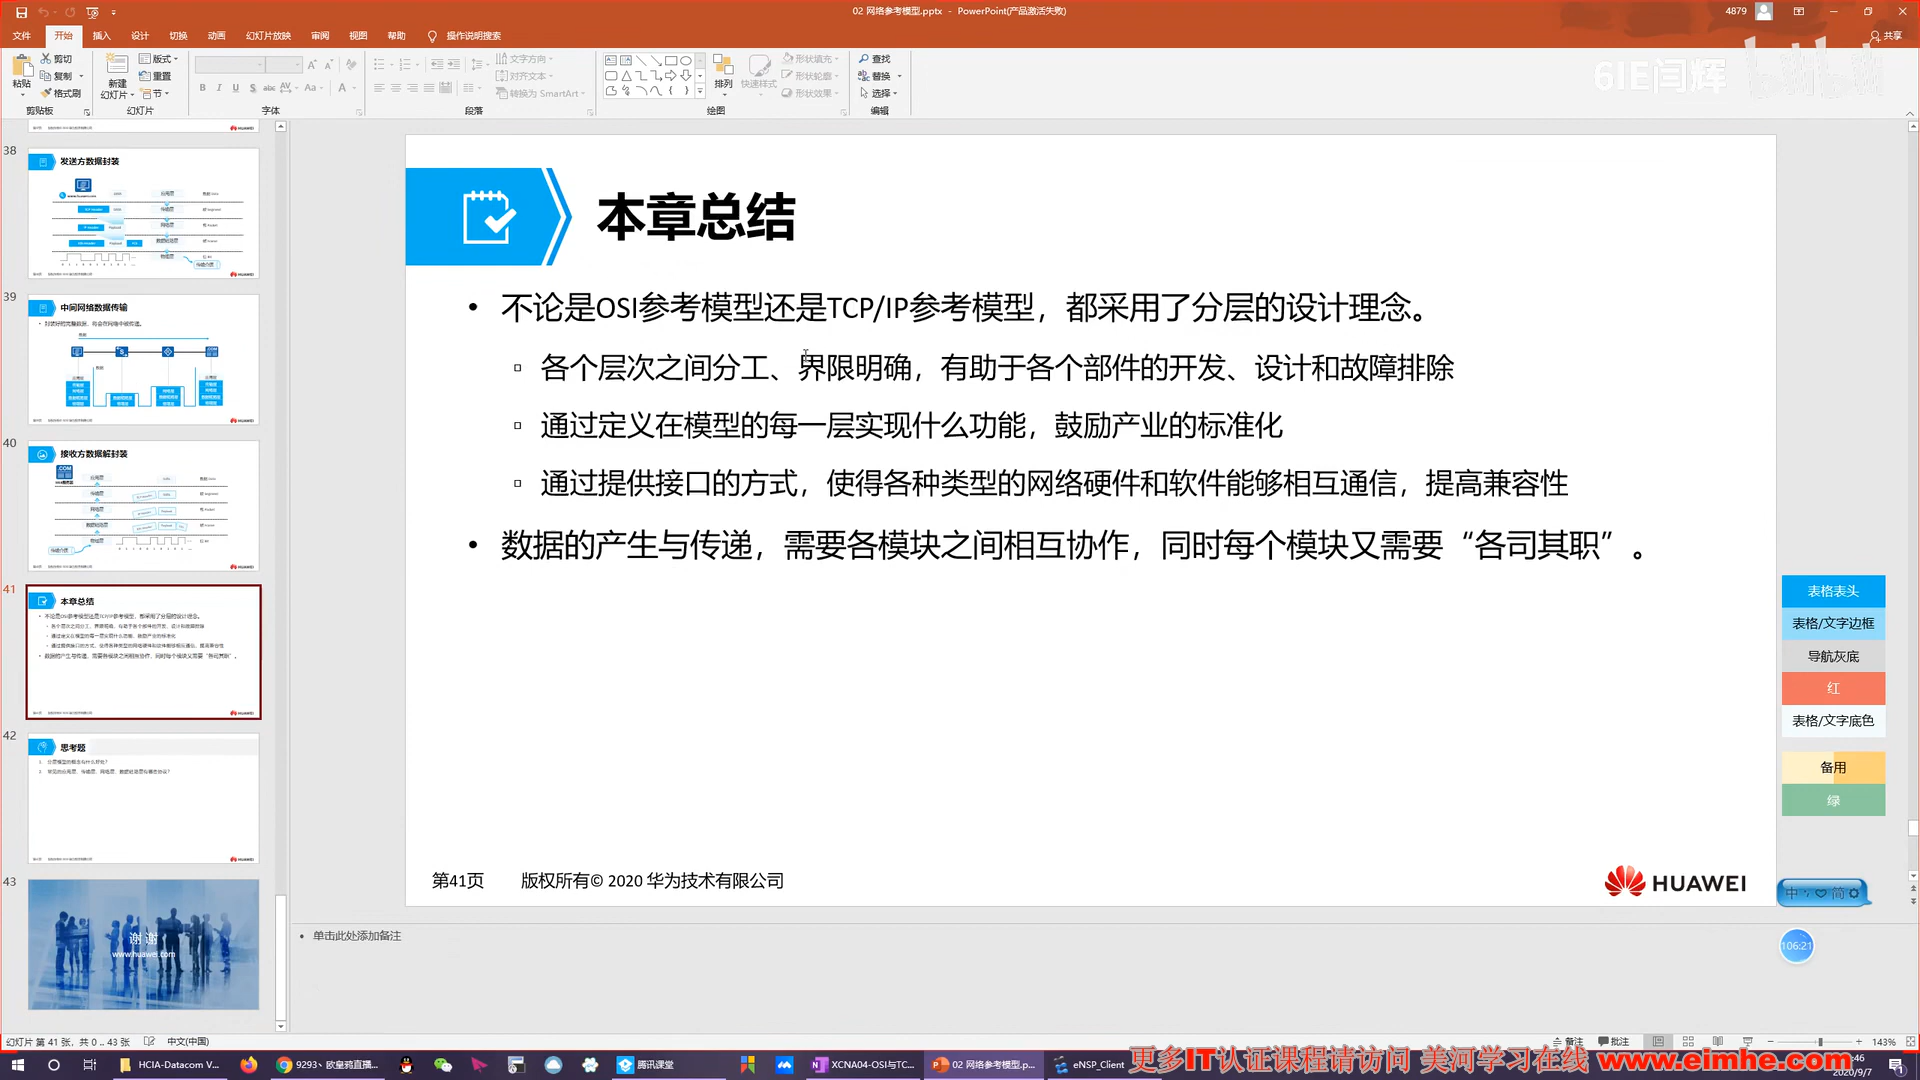 02 网络参考模型.pptx - PowerPoint(产品激活失败)
4879
文件 开始 插入 设计 切换 动画 幻灯片放映 审阅 视图 帮助 操作说明搜索 共享
剪切 复制 格式刷 粘贴 剪贴板
新建 幻灯片 版式 重置 节 幻灯片
字体
文字方向 对齐文本 转换为 SmartArt 段落
排列 快速样式 形状填充 形状轮廓 形状效果 绘图
查找 替换 选择 编辑
6IE闫辉 bilibili
38
发送方数据封装
39
中间网络数据传输
40
接收方数据解封装
41
本章总结
42
思考题
43
谢谢
www.huawei.com
本章总结
• 不论是OSI参考模型还是TCP/IP参考模型，都采用了分层的设计理念。
▫ 各个层次之间分工、界限明确，有助于各个部件的开发、设计和故障排除
▫ 通过定义在模型的每一层实现什么功能，鼓励产业的标准化
▫ 通过提供接口的方式，使得各种类型的网络硬件和软件能够相互通信，提高兼容性
• 数据的产生与传递，需要各模块之间相互协作，同时每个模块又需要“各司其职”。
第41页 版权所有© 2020 华为技术有限公司
HUAWEI
表格表头
表格/文字边框
导航灰底
红
表格/文字底色
备用
绿
中 简
106:21
• 单击此处添加备注
幻灯片 第 41 张，共 0 .. 43 张 中文(中国)
备注 批注 143%
HCIA-Datacom V... 9293、欧皇鸦直播... 腾讯课堂 XCNA04-OSI与TC... 02 网络参考模型.p... eNSP_Client
更多IT认证课程请访问 美河学习在线 www.eimhe.com
2020/9/7